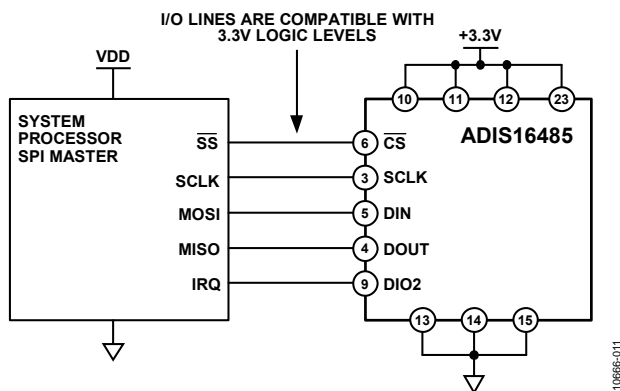 I/O LINES ARE COMPATIBLE WITH
3.3V LOGIC LEVELS
VDD
+3.3V
10
11
12
23
SYSTEM
PROCESSOR
SPI MASTER
ADIS16485
SS
6
CS
SCLK
3
SCLK
MOSI
5
DIN
MISO
4
DOUT
IRQ
9
DIO2
13
14
15
10666-011